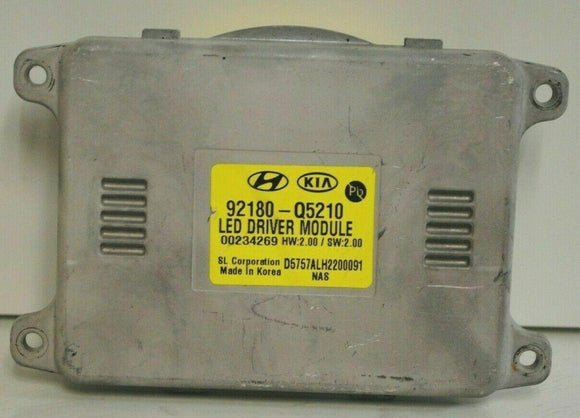 KIA Pb
92180-Q5210
LED DRIVER MODULE
00234269 HW:2.00 / SW:2.00
SL Corporation D5757ALH2200091
Made In Korea NAS